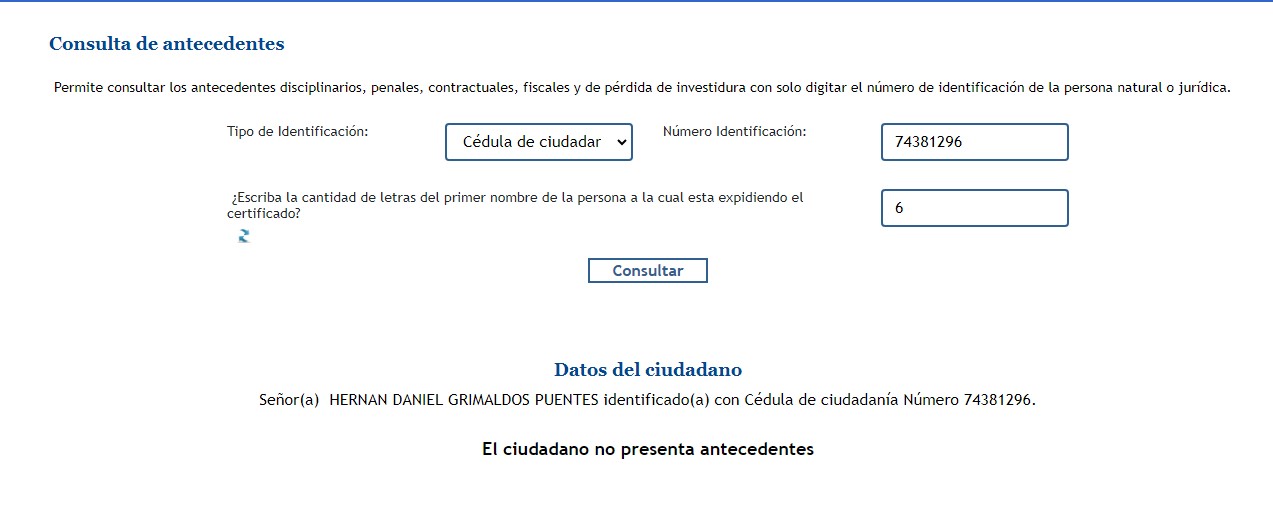 Consulta de antecedentes
Permite consultar los antecedentes disciplinarios, penales, contractuales, fiscales y de pérdida de investidura con solo digitar el número de identificación de la persona natural o jurídica.
Tipo de Identificación: Cédula de ciudadar Número Identificación: 74381296
¿Escriba la cantidad de letras del primer nombre de la persona a la cual esta expidiendo el
certificado?
6
Consultar
Datos del ciudadano
Señor(a) HERNAN DANIEL GRIMALDOS PUENTES identificado(a) con Cédula de ciudadanía Número 74381296.
El ciudadano no presenta antecedentes